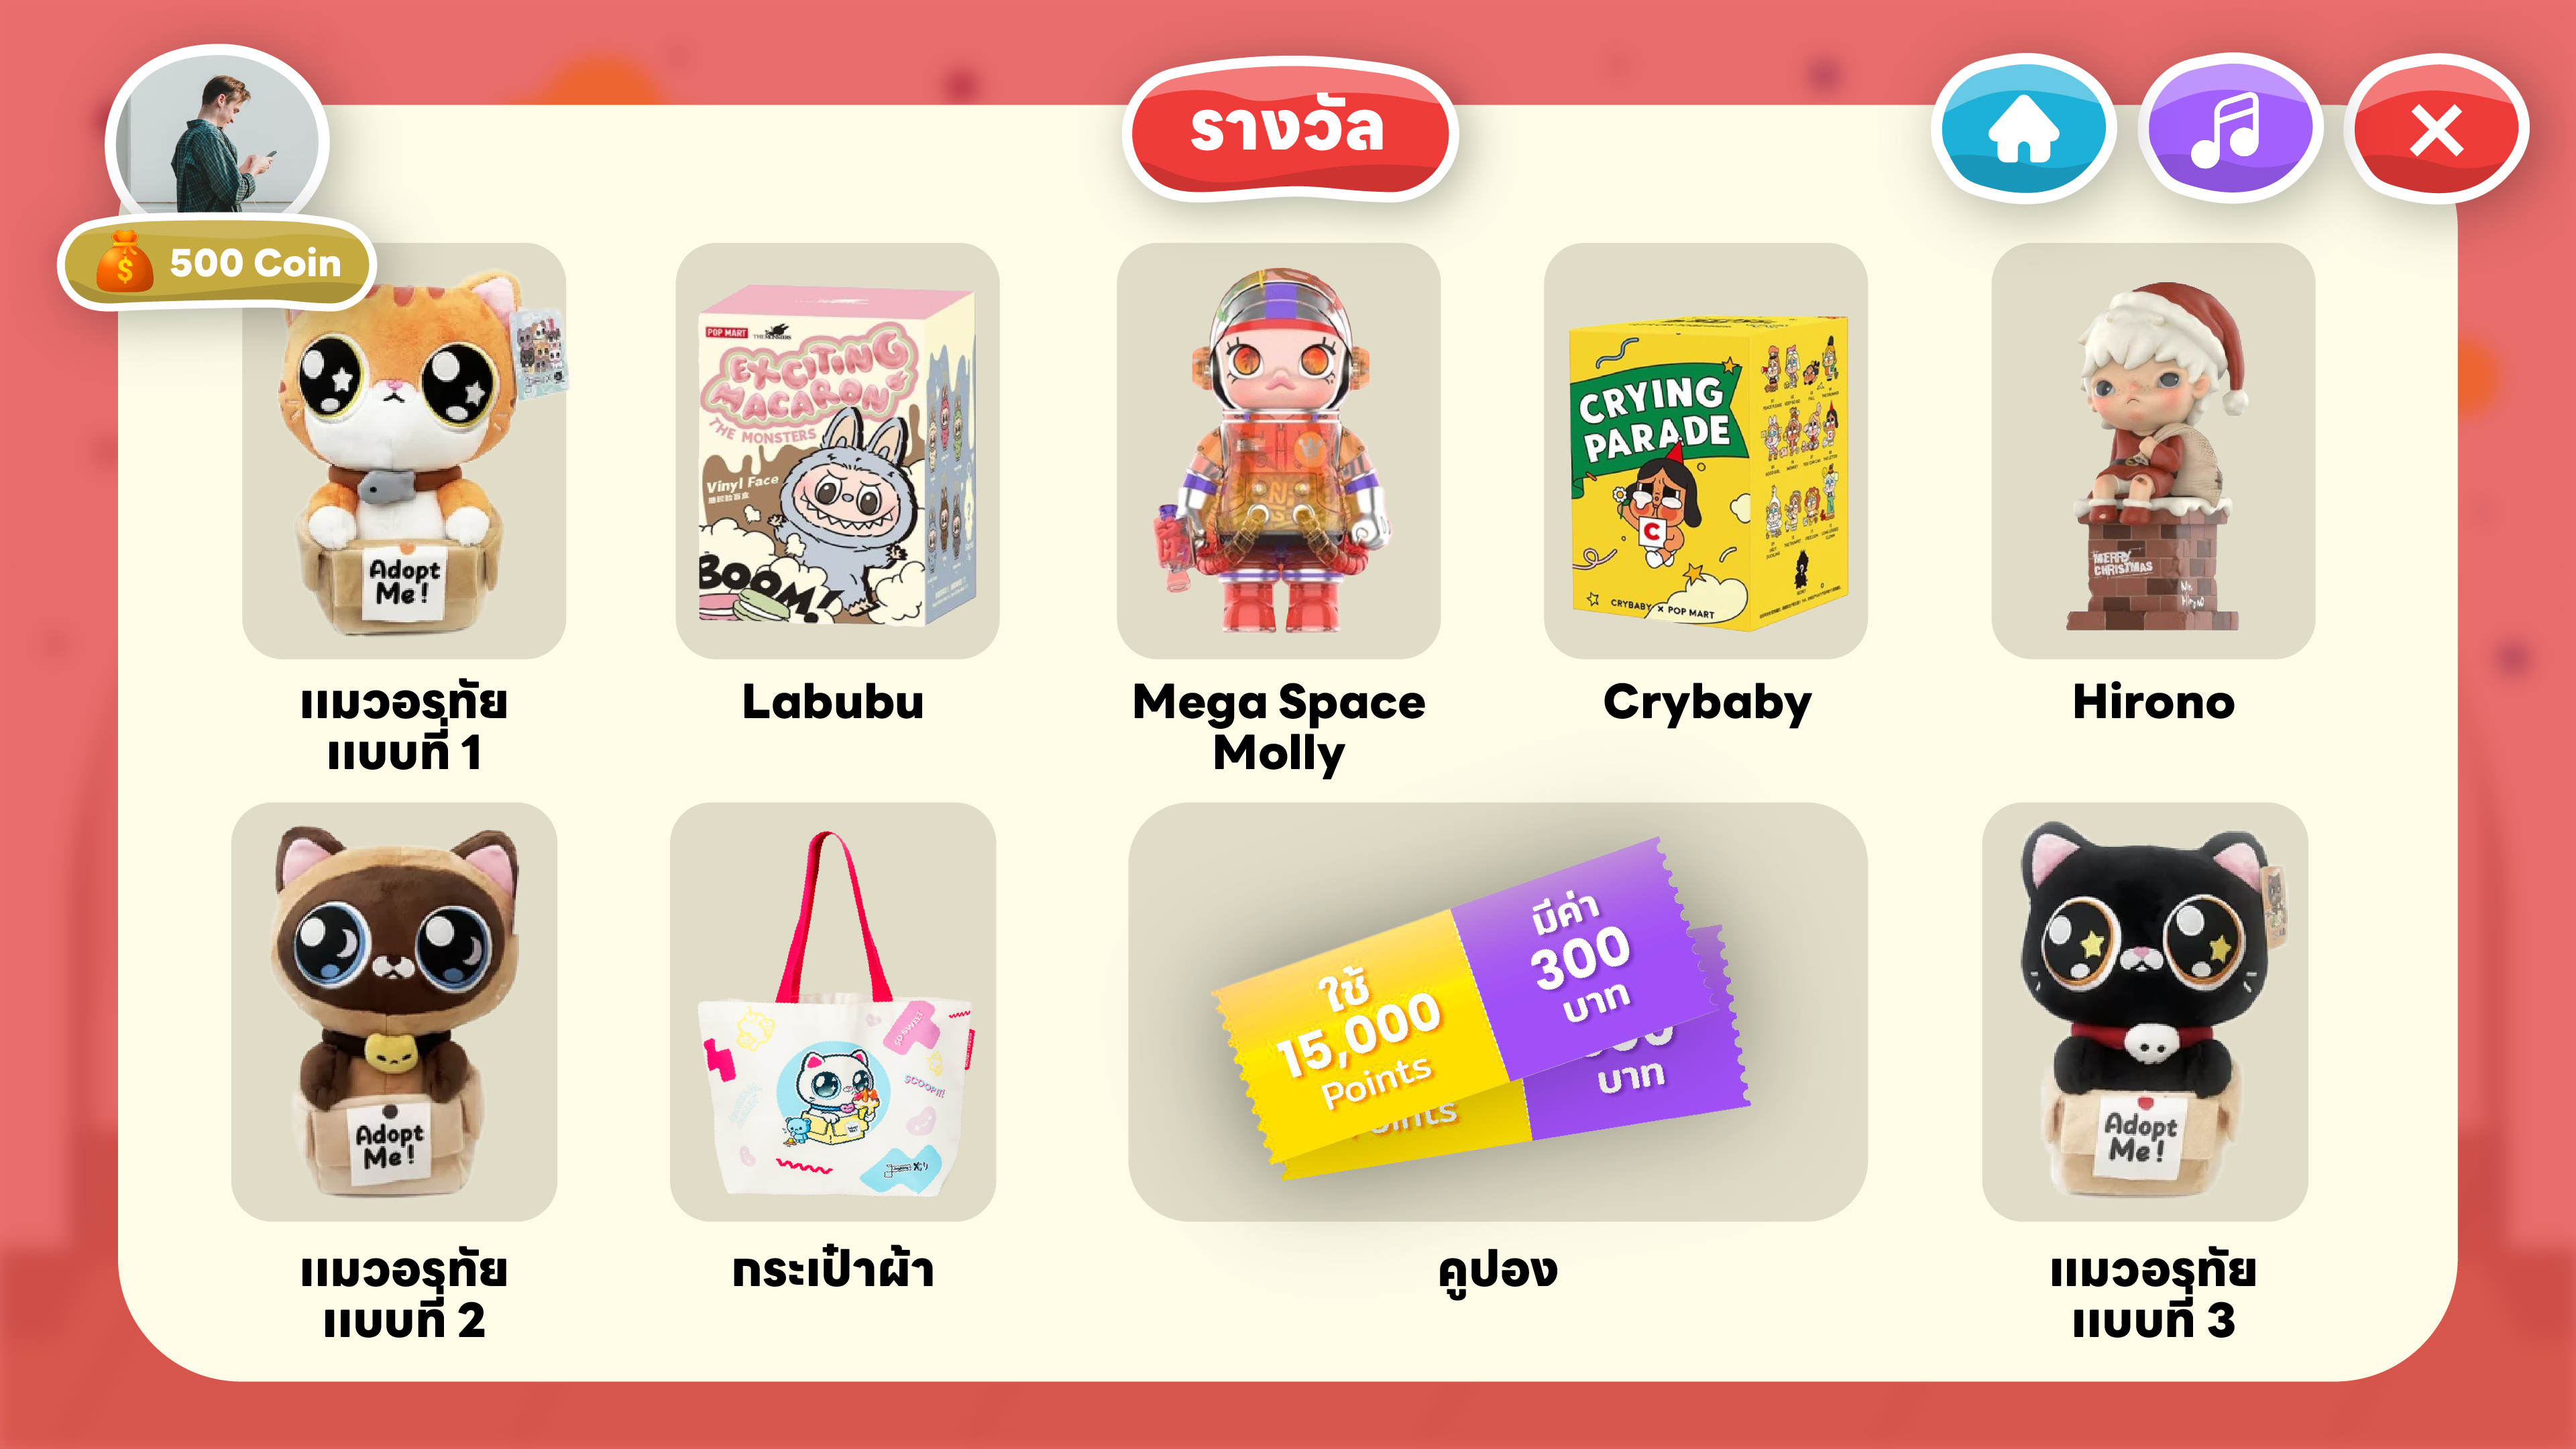 รางวัล
500 Coin
Adopt
Me!
POP MART
THE MONSTERS
EXCITING
MACARON
THE MONSTERS
Vinyl Face
BOOM!
CRYING
PARADE
C
CRYBABY × POP MART
MERRY
CHRISTMAS
แมวอรทัย
แบบที่ 1
Labubu
Mega Space
Molly
Crybaby
Hirono
Adopt
Me!
SO SWEET
SCOOP!!!
ใช้
15,000
Points
มีค่า
300
บาท
บาท
Adopt
Me!
แมวอรทัย
แบบที่ 2
กระเป๋าผ้า
คูปอง
แมวอรทัย
แบบที่ 3